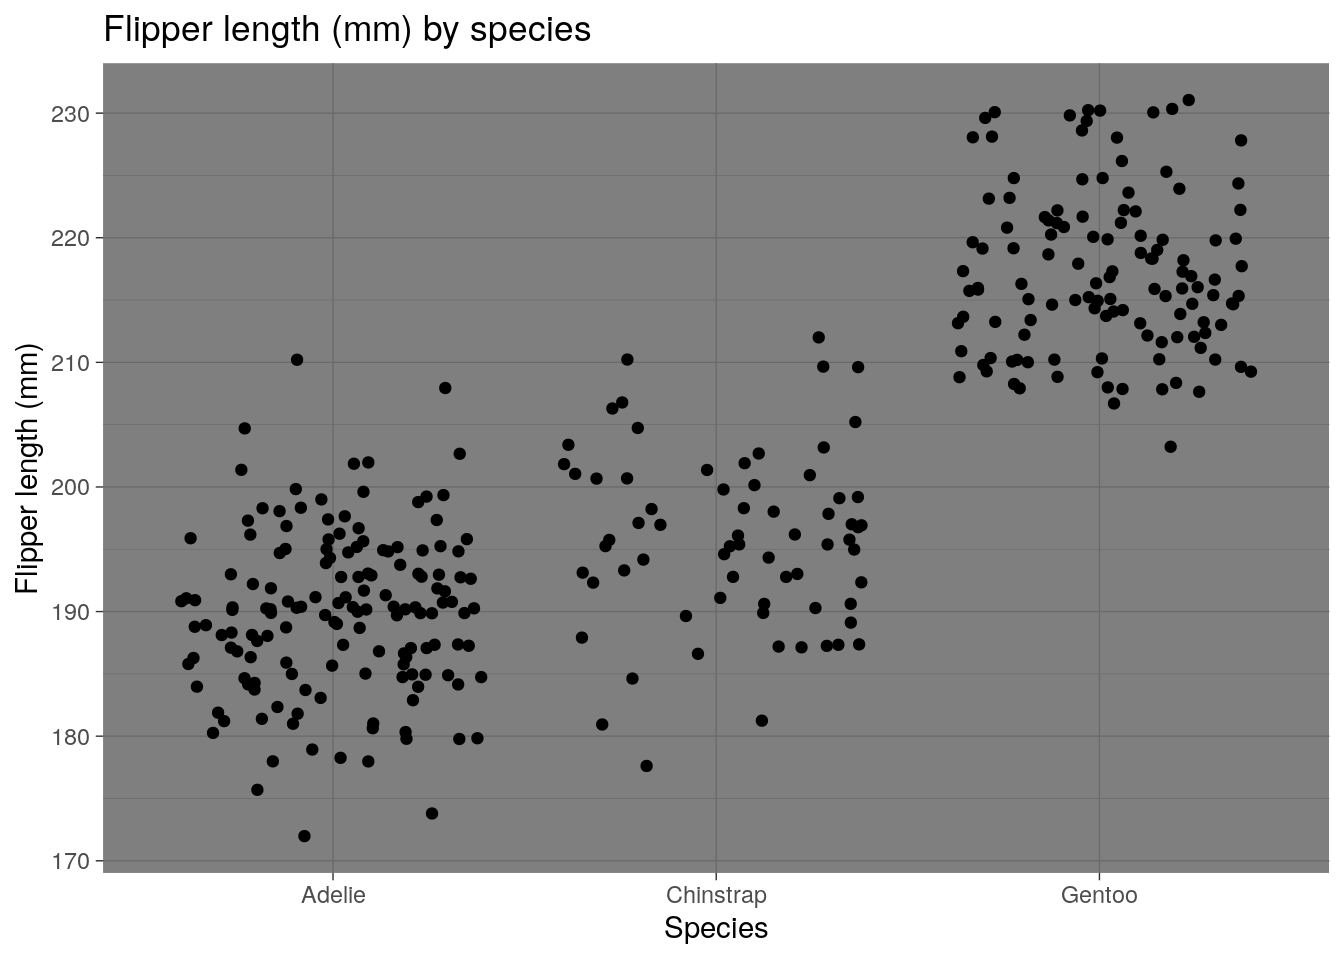 Flipper length (mm) by species
Flipper length (mm)
230
220
210
200
190
180
170
Adelie
Chinstrap
Gentoo
Species